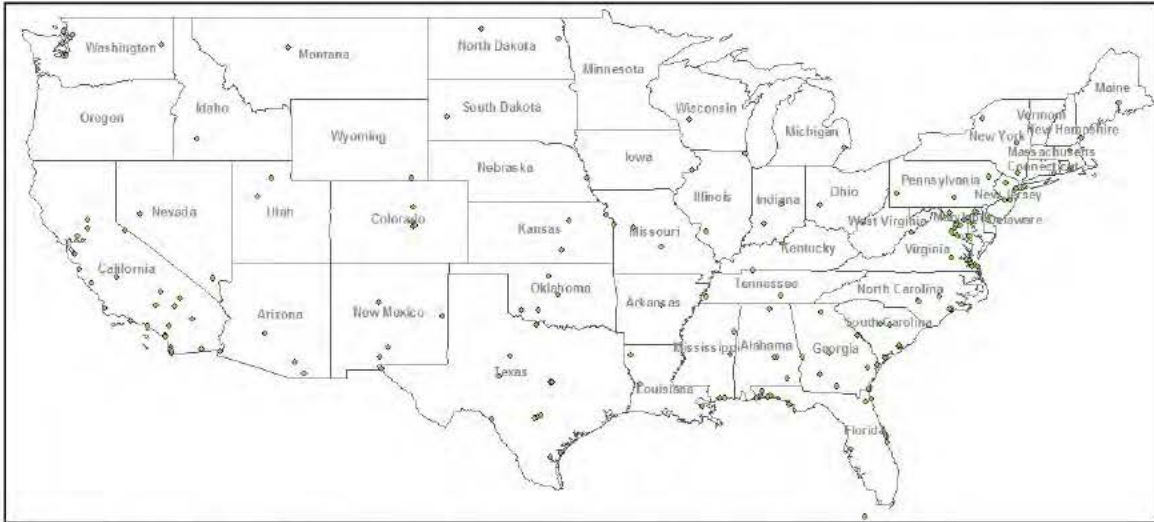 Washington
Montana
North Dakota
Minnesota
Maine
Oregon
Idaho
South Dakota
Wisconsin
Michigan
Vermont
New York
New Hampshire
Wyoming
Massachusetts
Iowa
Connecticut
Nebraska
Pennsylvania
Nevada
Utah
Colorado
Illinois
Indiana
Ohio
New Jersey
Kansas
Missouri
West Virginia
Delaware
Kentucky
Virginia
California
Oklahoma
Tennessee
North Carolina
Arizona
New Mexico
Arkansas
South Carolina
Mississippi
Alabama
Georgia
Texas
Louisiana
Florida